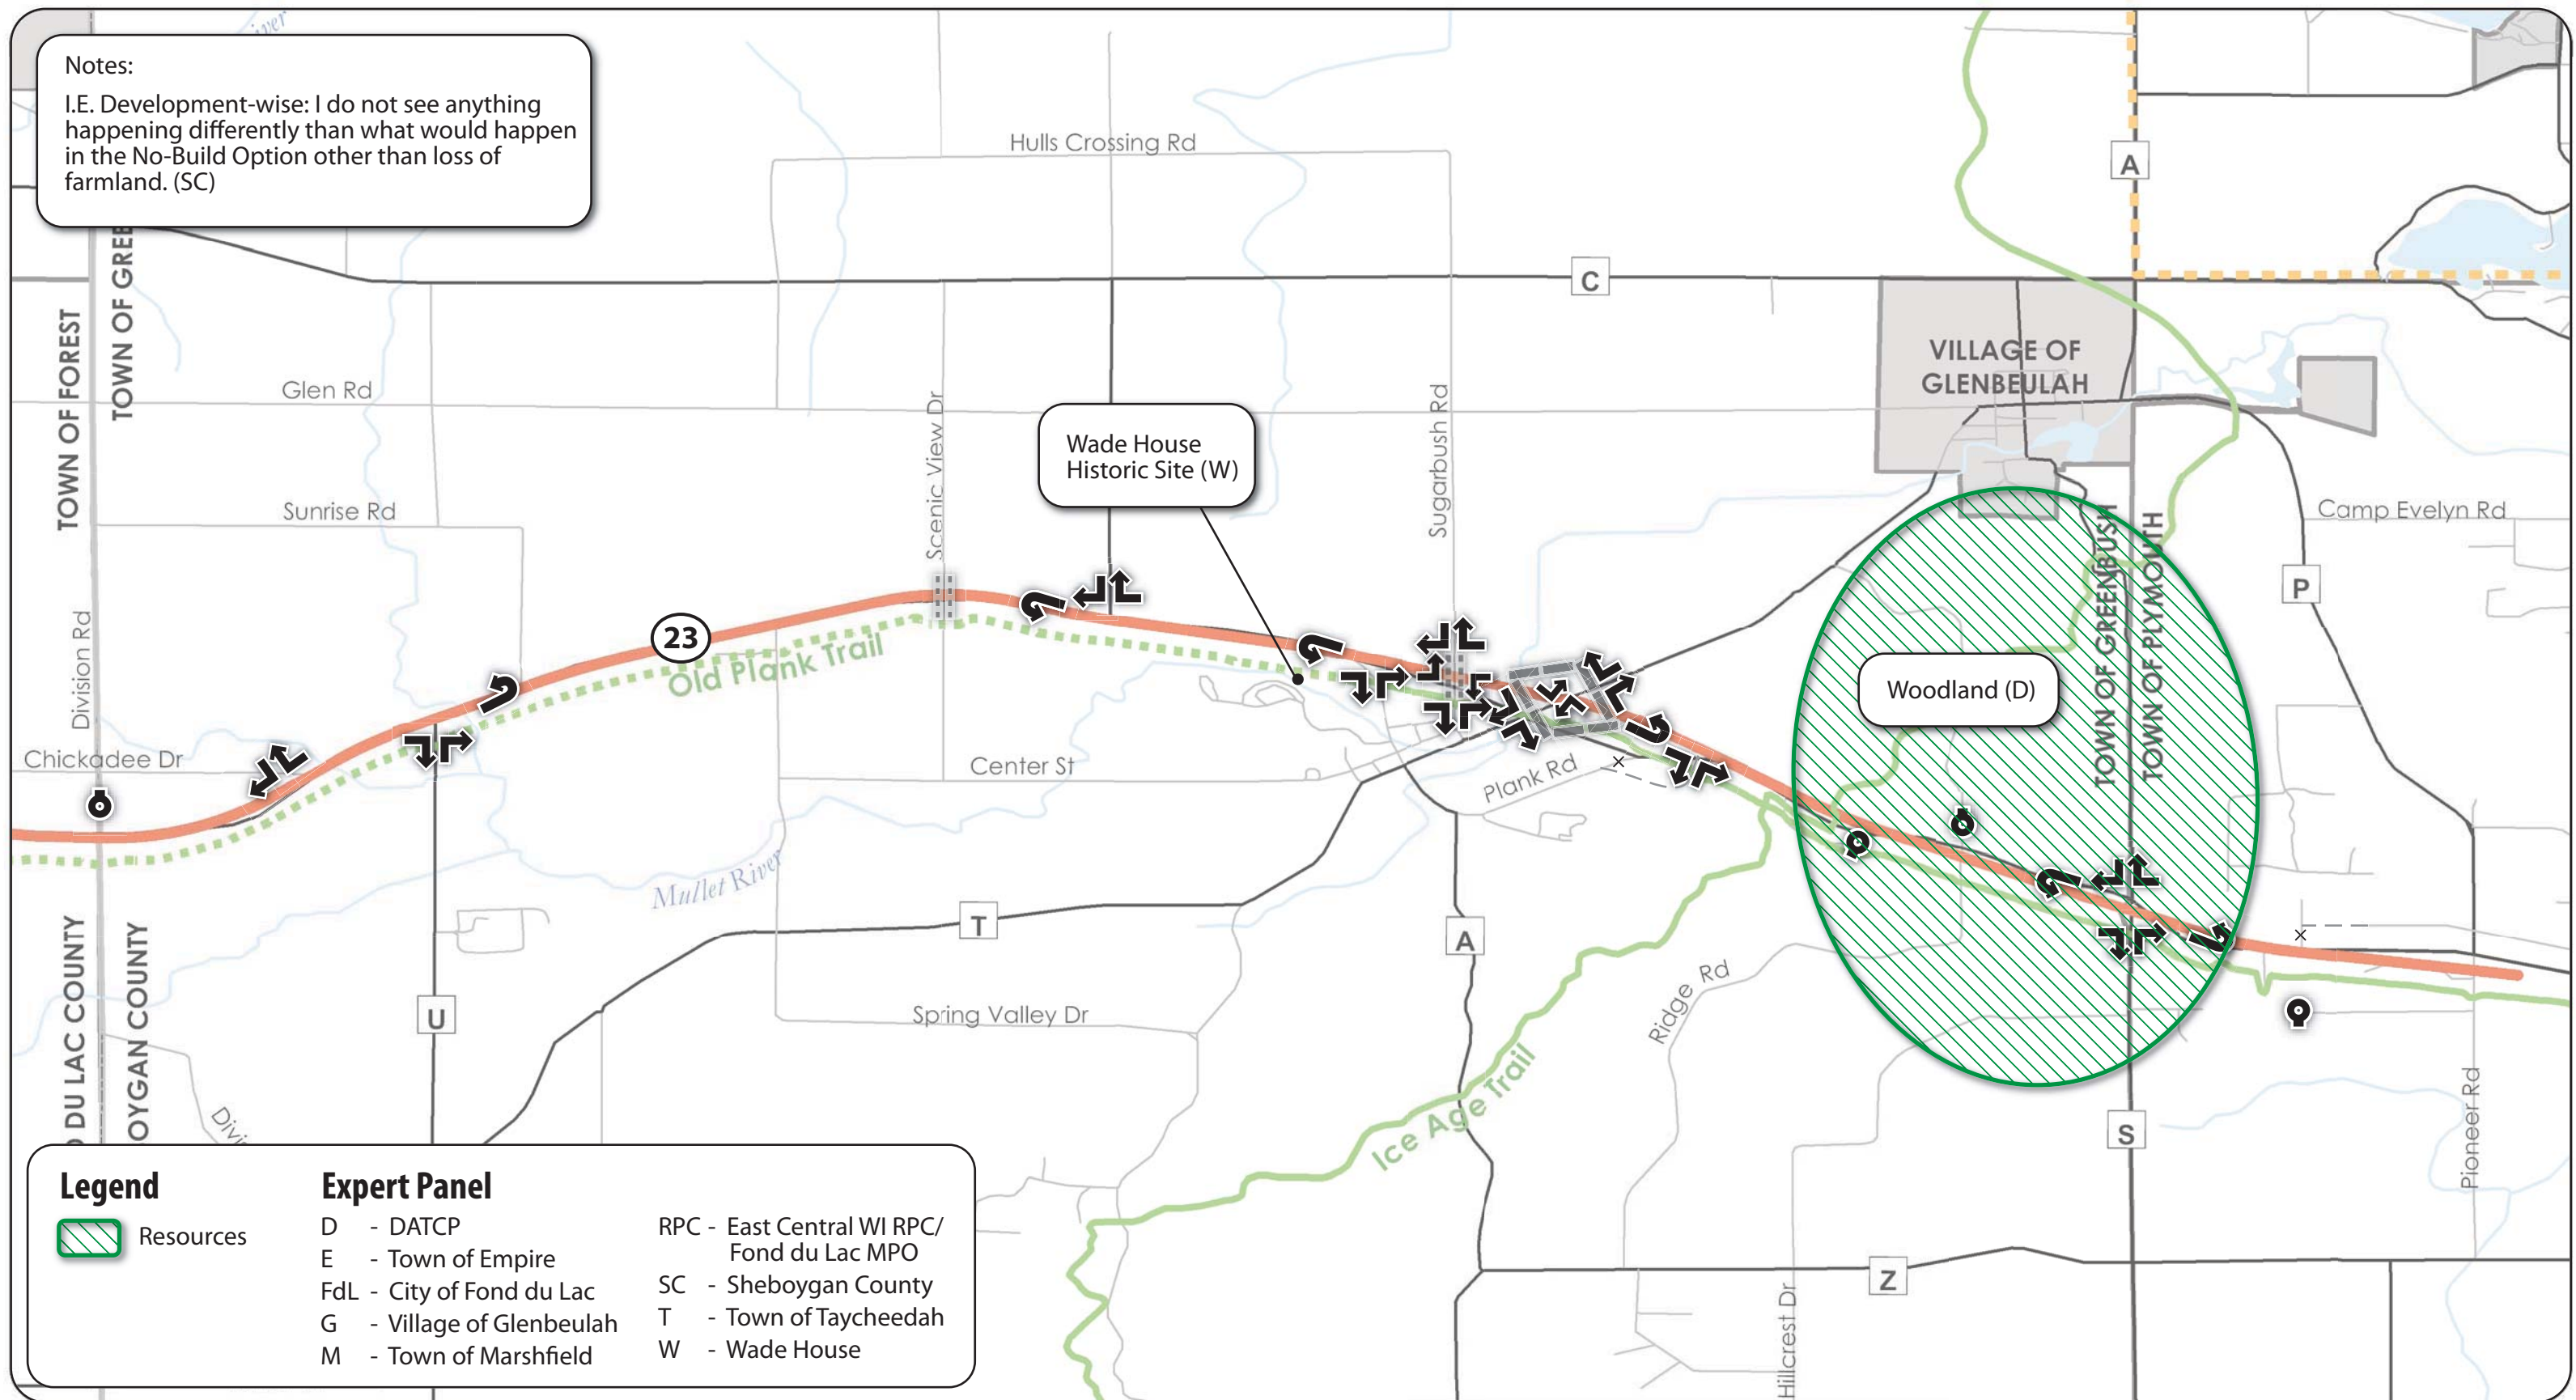 Notes:
I.E. Development-wise: I do not see anything
happening differently than what would happen
in the No-Build Option other than loss of
farmland. (SC)
Hulls Crossing Rd
A
C
TOWN OF FOREST
TOWN OF GREE
VILLAGE OF
GLENBEULAH
Glen Rd
Scenic View Dr
Sugarbush Rd
Wade House
Historic Site (W)
Sunrise Rd
Camp Evelyn Rd
TOWN OF GREENBUSH
TOWN OF PLYMOUTH
P
Division Rd
23
Old Plank Trail
Woodland (D)
Chickadee Dr
Center St
Plank Rd
Mullet River
T
A
DU LAC COUNTY
OYGAN COUNTY
U
Spring Valley Dr
Ridge Rd
Ice Age Trail
S
Pioneer Rd
Z
Hillcrest Dr
Legend
Resources
Expert Panel
D - DATCP
E - Town of Empire
FdL - City of Fond du Lac
G - Village of Glenbeulah
M - Town of Marshfield
RPC - East Central WI RPC/
Fond du Lac MPO
SC - Sheboygan County
T - Town of Taycheedah
W - Wade House